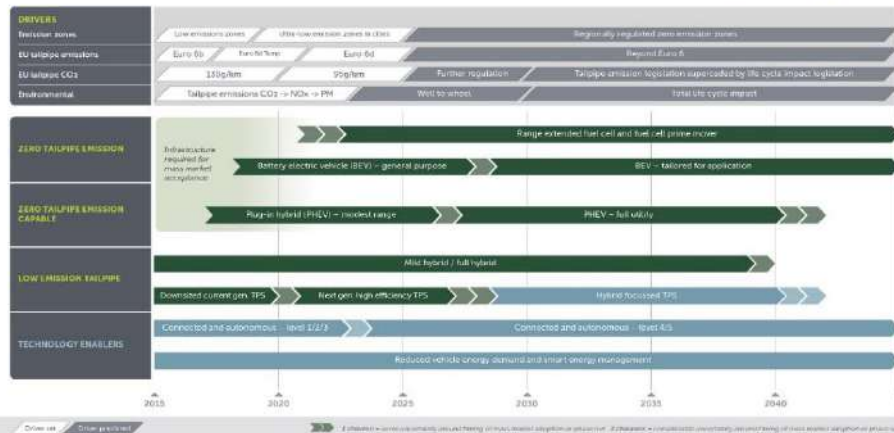 DRIVERS
Emission zones
Low emissions zones
Ultra-low emission zones in cities
Regionally regulated zero emission zones
EU tailpipe emissions
Euro 6b
Euro 6d Temp
Euro 6d
Beyond Euro 6
EU tailpipe CO2
130g/km
95g/km
Further regulation
Tailpipe emission legislation superceded by life cycle impact legislation
Environmental
Tailpipe emissions CO2 -> NOx -> PM
Well to wheel
Total life cycle impact
ZERO TAILPIPE EMISSION
Infrastructure
required for
mass market
acceptance
Range extended fuel cell and fuel cell prime mover
Battery electric vehicle (BEV) – general purpose
BEV – tailored for application
ZERO TAILPIPE EMISSION
CAPABLE
Plug-in hybrid (PHEV) – modest range
PHEV – full utility
LOW EMISSION TAILPIPE
Mild hybrid / full hybrid
Downsized current gen. TPS
Next gen. high efficiency TPS
Hybrid focussed TPS
TECHNOLOGY ENABLERS
Connected and autonomous – level 1/2/3
Connected and autonomous – level 4/5
Reduced vehicle energy demand and smart energy management
2015 2020 2025 2030 2035 2040
Driver set
Driver predicted